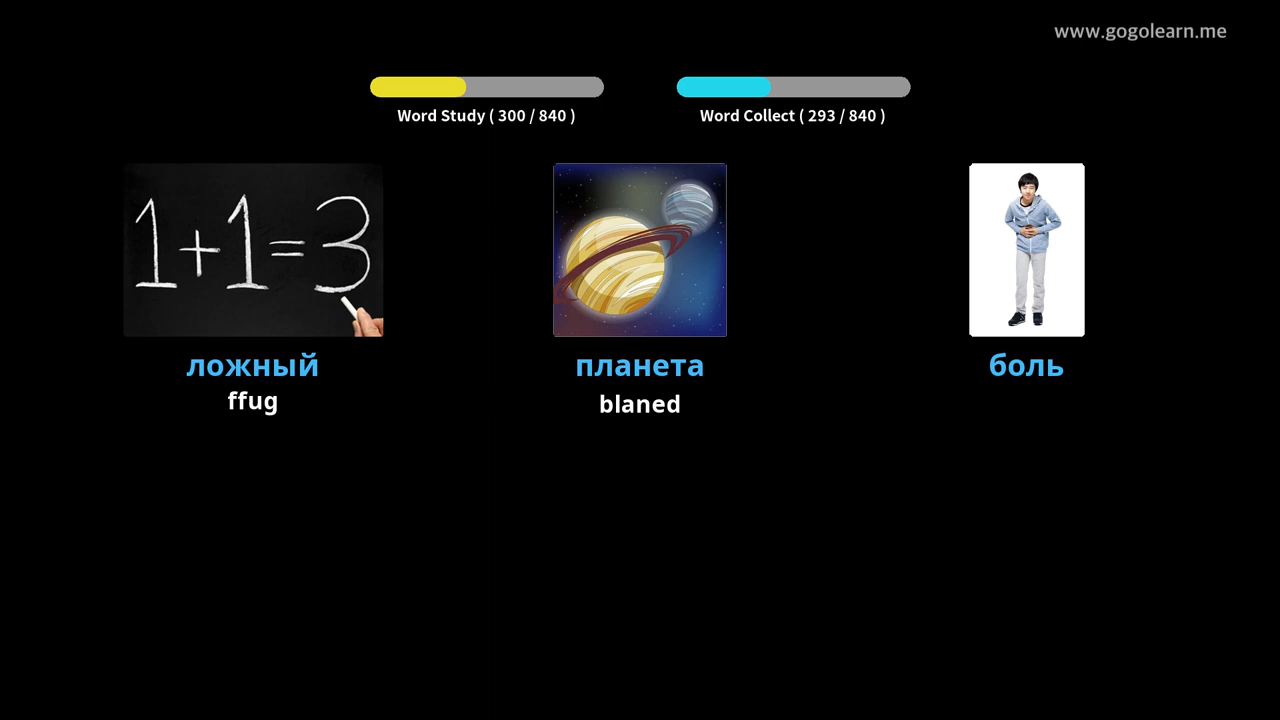 www.gogolearn.me
Word Study ( 300 / 840 )
Word Collect ( 293 / 840 )
1+1=3
ложный
ffug
планета
blaned
боль